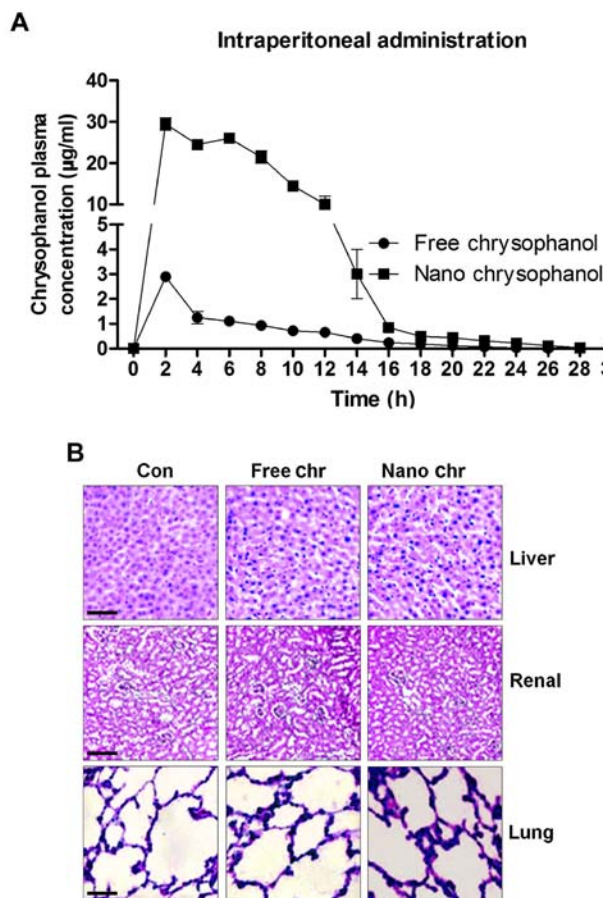 A
Intraperitoneal administration
Chrysophanol plasma
concentration (µg/ml)
40
30
20
10
5
4
3
2
1
0
Free chrysophanol
Nano chrysophanol
0 2 4 6 8 10 12 14 16 18 20 22 24 26 28
Time (h)
B
Con Free chr Nano chr
Liver
Renal
Lung